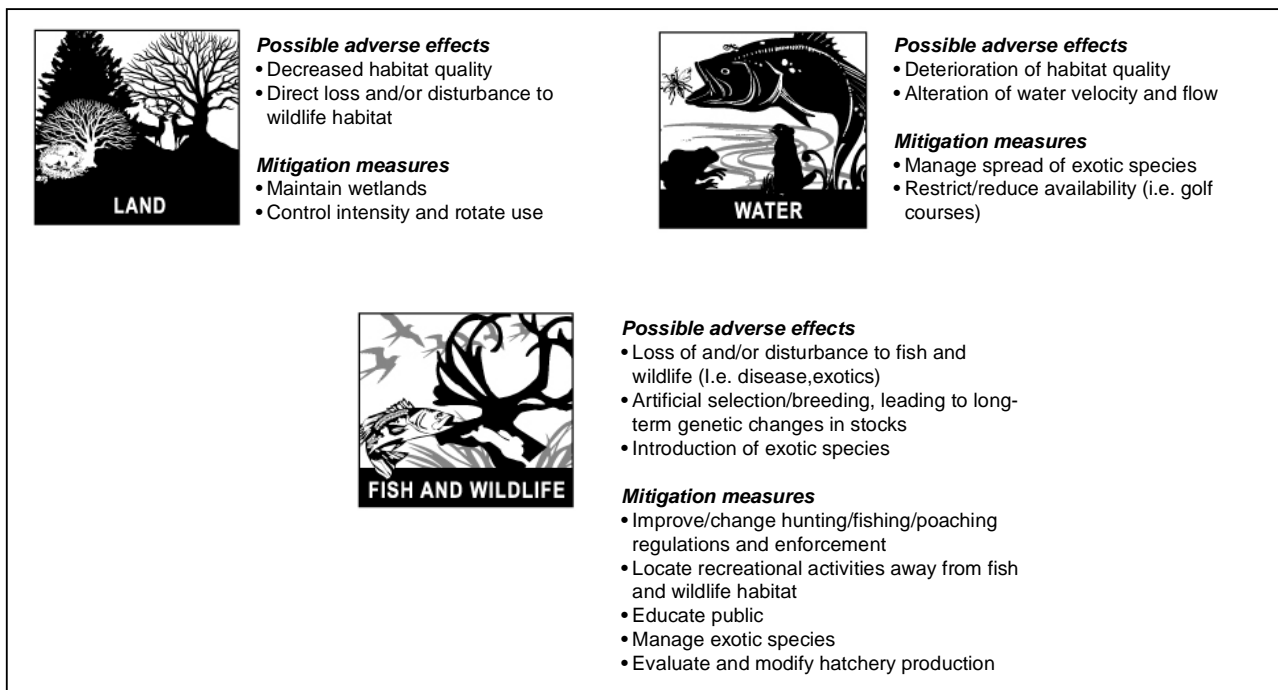 LAND
Possible adverse effects
• Decreased habitat quality
• Direct loss and/or disturbance to
wildlife habitat
Mitigation measures
• Maintain wetlands
• Control intensity and rotate use
WATER
Possible adverse effects
• Deterioration of habitat quality
• Alteration of water velocity and flow
Mitigation measures
• Manage spread of exotic species
• Restrict/reduce availability (i.e. golf
courses)
FISH AND WILDLIFE
Possible adverse effects
• Loss of and/or disturbance to fish and
wildlife (I.e. disease,exotics)
• Artificial selection/breeding, leading to long-
term genetic changes in stocks
• Introduction of exotic species
Mitigation measures
• Improve/change hunting/fishing/poaching
regulations and enforcement
• Locate recreational activities away from fish
and wildlife habitat
• Educate public
• Manage exotic species
• Evaluate and modify hatchery production